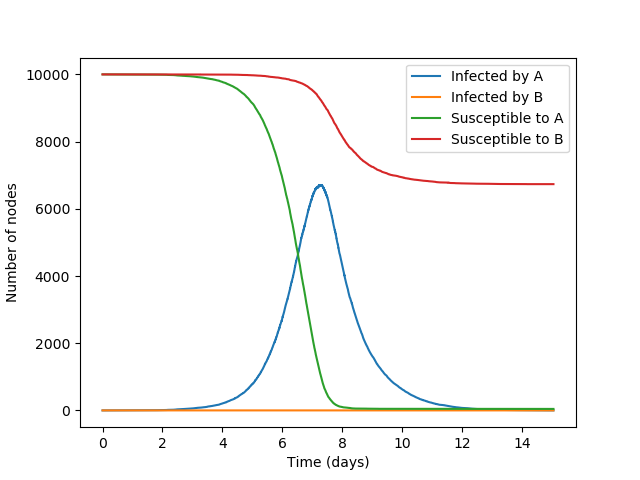 Infected by A
Infected by B
Susceptible to A
Susceptible to B
Number of nodes
10000
8000
6000
4000
2000
0
0 2 4 6 8 10 12 14
Time (days)